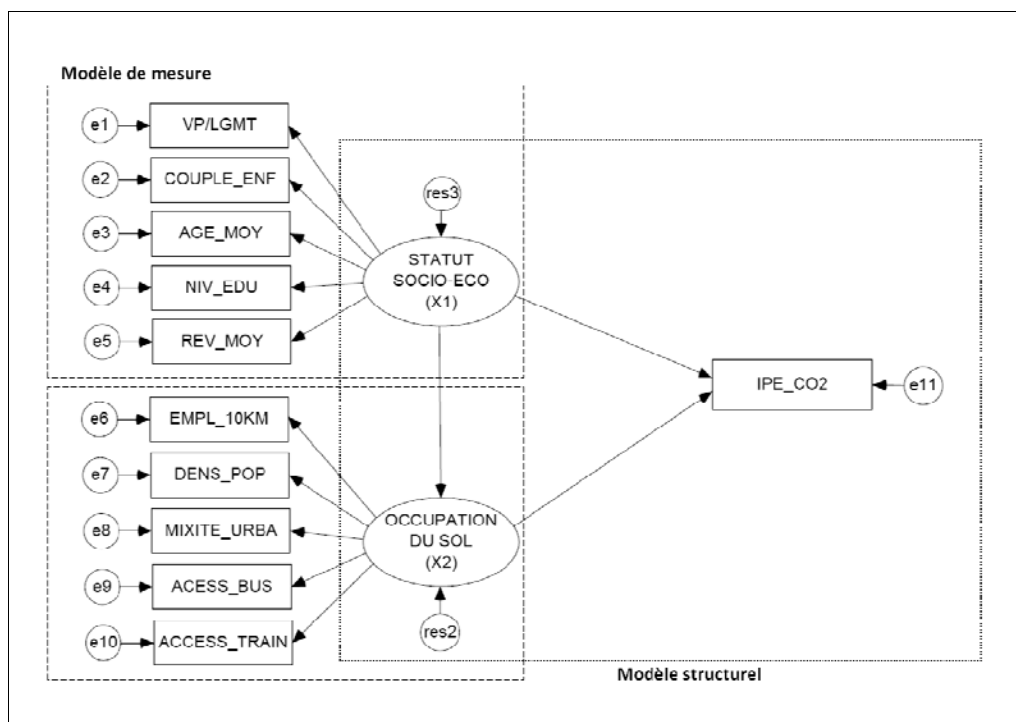 Modèle de mesure
e1
VP/LGMT
e2
COUPLE_ENF
e3
AGE_MOY
e4
NIV_EDU
e5
REV_MOY
res3
STATUT
SOCIO-ECO
(X1)
IPE_CO2
e11
e6
EMPL_10KM
e7
DENS_POP
e8
MIXITE_URBA
e9
ACESS_BUS
e10
ACCESS_TRAIN
OCCUPATION
DU SOL
(X2)
res2
Modèle structurel